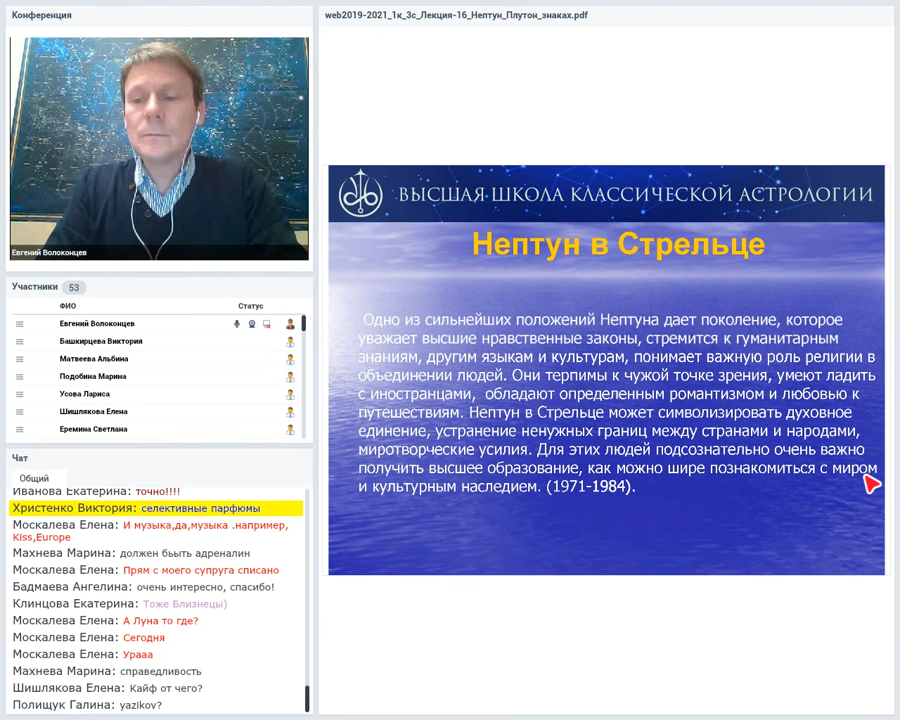 Конференция
Евгений Волоконцев
Участники 53
ФИО Статус
Евгений Волоконцев
Башкирцева Виктория
Матвеева Альбина
Подобина Марина
Усова Лариса
Шишлякова Елена
Еремина Светлана
Чат
Общий
Иванова Екатерина: точно!!!!
Христенко Виктория: селективные парфюмы
Москалева Елена: И музыка,да,музыка .например,
Kiss,Europe
Махнева Марина: должен бьыть адреналин
Москалева Елена: Прям с моего супруга списано
Бадмаева Ангелина: очень интересно, спасибо!
Клинцова Екатерина: Тоже Близнецы)
Москалева Елена: А Луна то где?
Москалева Елена: Сегодня
Москалева Елена: Урааа
Махнева Марина: справедливость
Шишлякова Елена: Кайф от чего?
Полищук Галина: yazikov?
web2019-2021_1к_3с_Лекция-16_Нептун_Плутон_знаках.pdf
ВЫСШАЯ ШКОЛА КЛАССИЧЕСКОЙ АСТРОЛОГИИ
Нептун в Стрельце
Одно из сильнейших положений Нептуна дает поколение, которое
уважает высшие нравственные законы, стремится к гуманитарным
знаниям, другим языкам и культурам, понимает важную роль религии в
объединении людей. Они терпимы к чужой точке зрения, умеют ладить
с иностранцами, обладают определенным романтизмом и любовью к
путешествиям. Нептун в Стрельце может символизировать духовное
единение, устранение ненужных границ между странами и народами,
миротворческие усилия. Для этих людей подсознательно очень важно
получить высшее образование, как можно шире познакомиться с миром
и культурным наследием. (1971-1984).